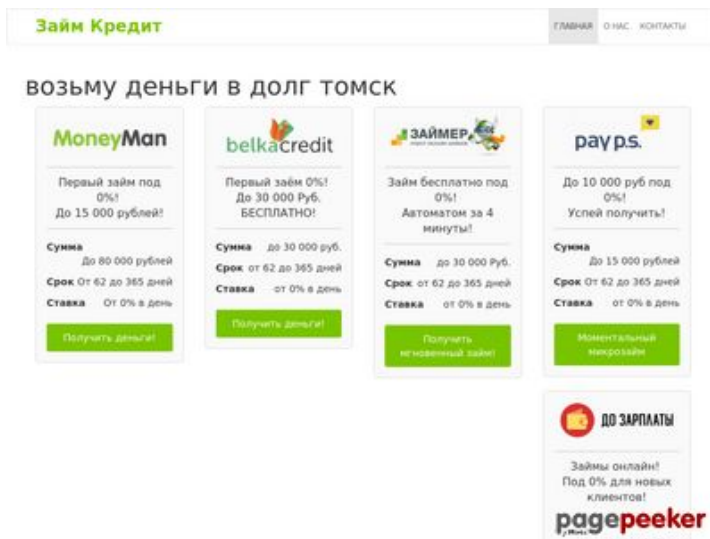 Займ Кредит
ГЛАВНАЯ О НАС. КОНТАКТЫ
возьму деньги в долг томск
MoneyMan
Первый займ под
0%!
До 15 000 рублей!
Сумма
До 80 000 рублей
Срок От 62 до 365 дней
Ставка От 0% в день
Получить деньги!
belkacredit
Первый заём 0%!
До 30 000 Руб.
БЕСПЛАТНО!
Сумма до 30 000 руб.
Срок от 62 до 365 дней
Ставка от 0% в день
Получить деньги!
ЗАЙМЕР
Займ бесплатно под
0%!
Автоматом за 4
минуты!
Сумма до 30 000 Руб.
Срок от 62 до 365 дней
Ставка от 0% в день
Получить
мгновенный займ!
pay p.s.
До 10 000 руб под
0%!
Успей получить!
Сумма
До 15 000 рублей
Срок От 62 до 365 дней
Ставка от 0% в день
Моментальный
микрозайм
ДО ЗАРПЛАТЫ
Займы онлайн!
Под 0% для новых
клиентов!
pagepeeker